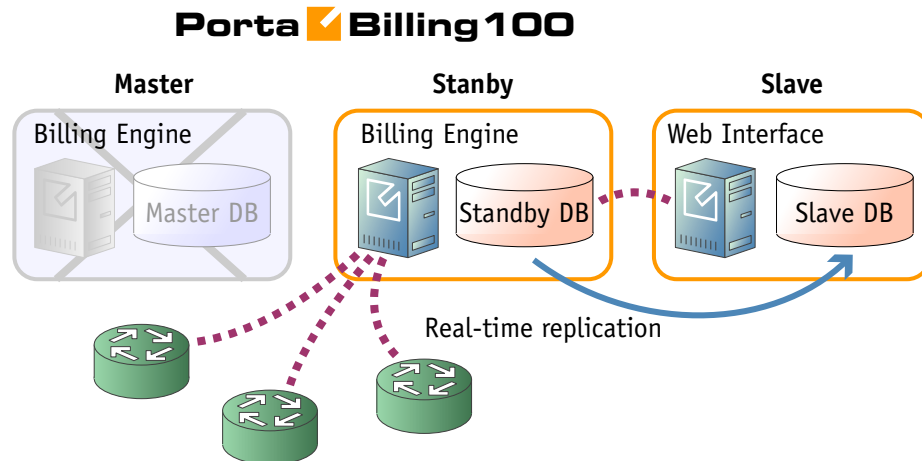 Porta Billing100
Master
Stanby
Slave
Billing Engine
Billing Engine
Web Interface
Master DB
Standby DB
Slave DB
Real-time replication